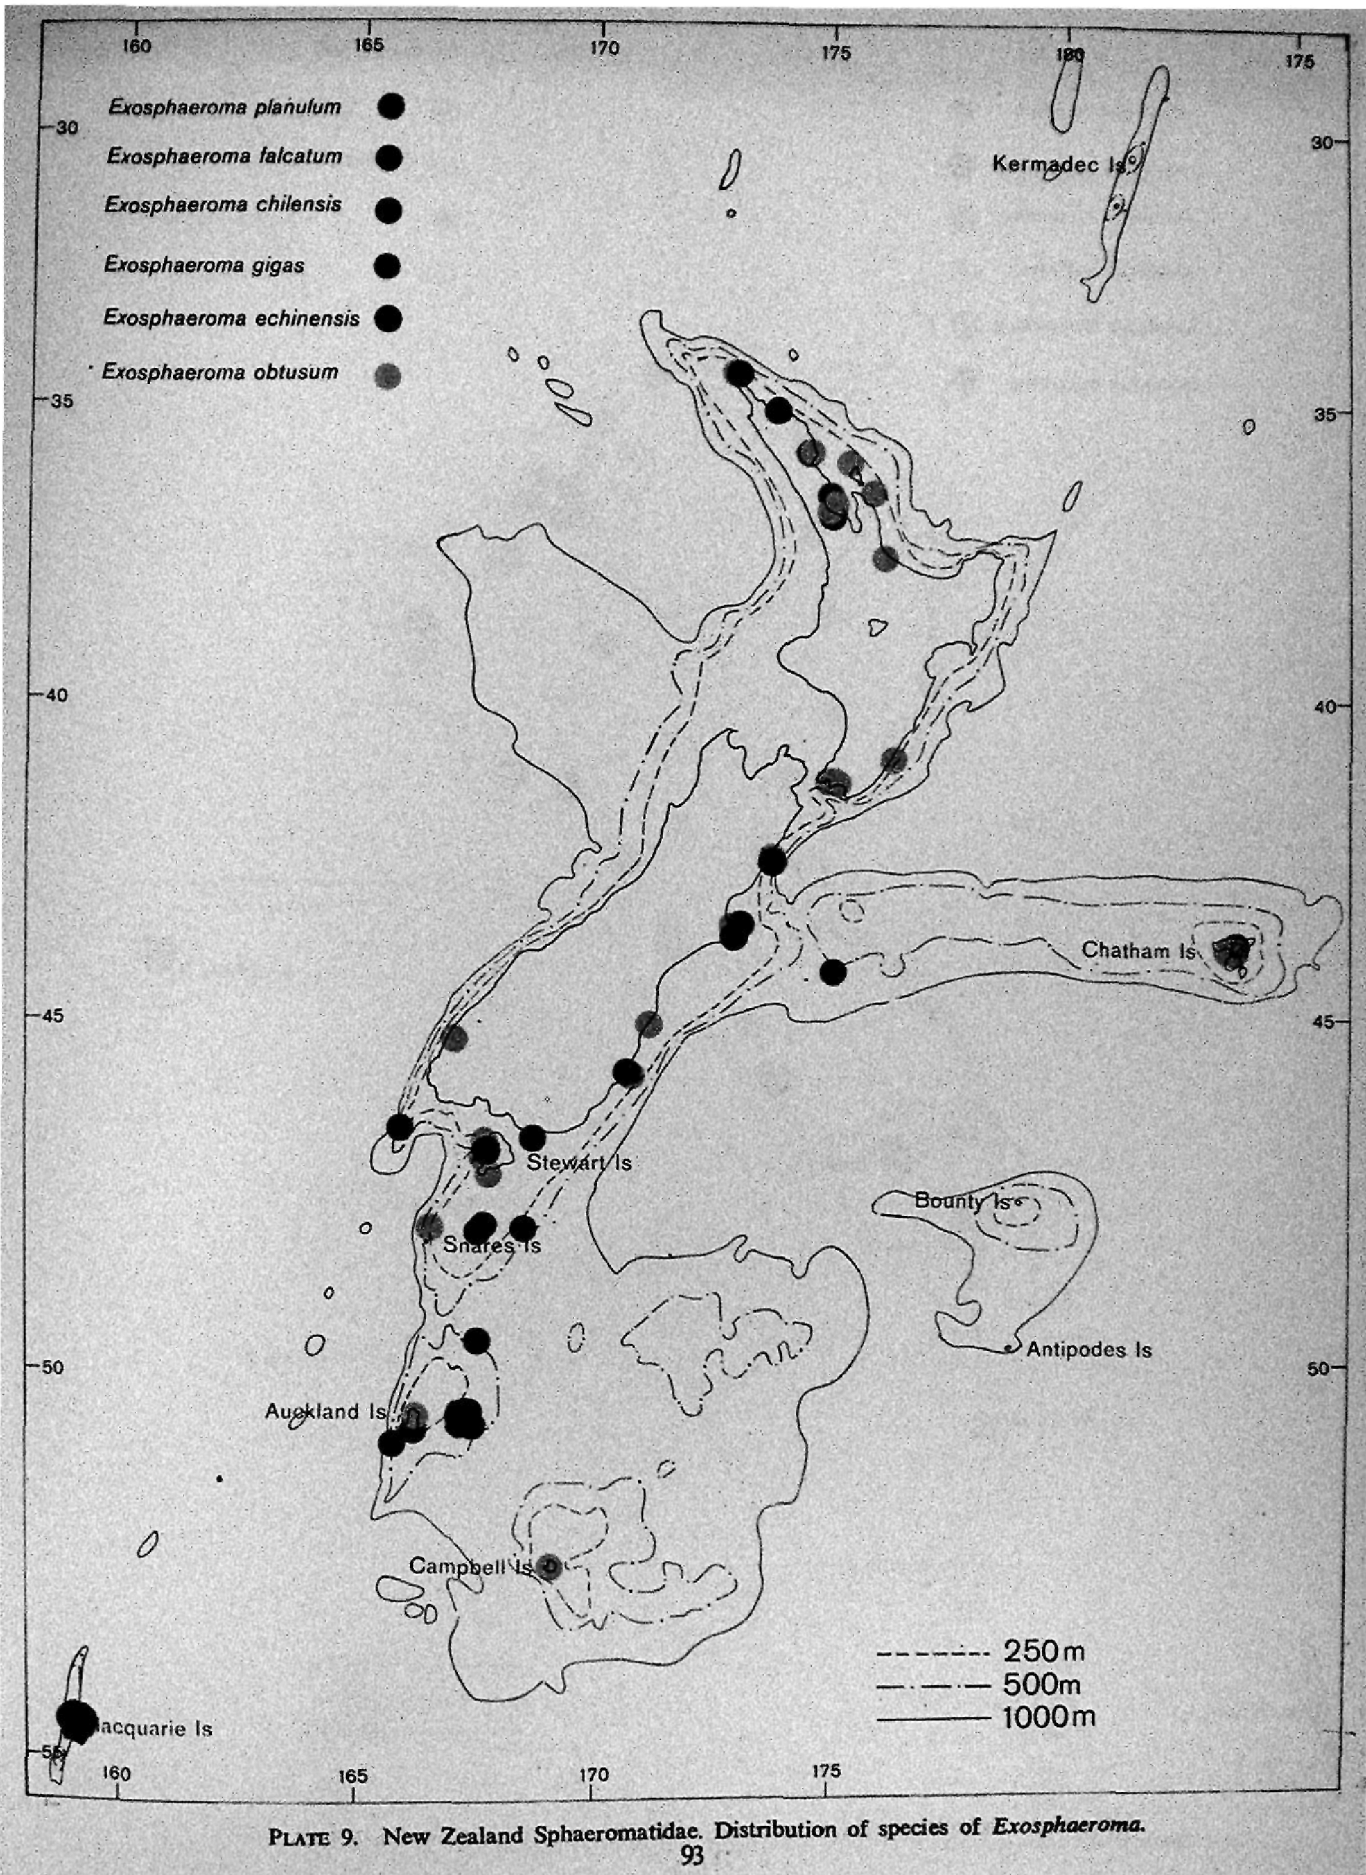 160 165 170 175 180 175
Exosphaeroma planulum
30
Exosphaeroma falcatum
30
Kermadec Is
Exosphaeroma chilensis
Exosphaeroma gigas
Exosphaeroma echinensis
Exosphaeroma obtusum
35
35
40
40
Chatham Is
45
45
Stewart Is
Bounty Is
Snares Is
Antipodes Is
50
50
Auckland Is
Campbell Is
250m
500m
1000m
acquarie Is
55
160 165 170 175
PLATE 9. New Zealand Sphaeromatidae. Distribution of species of Exosphaeroma.
93